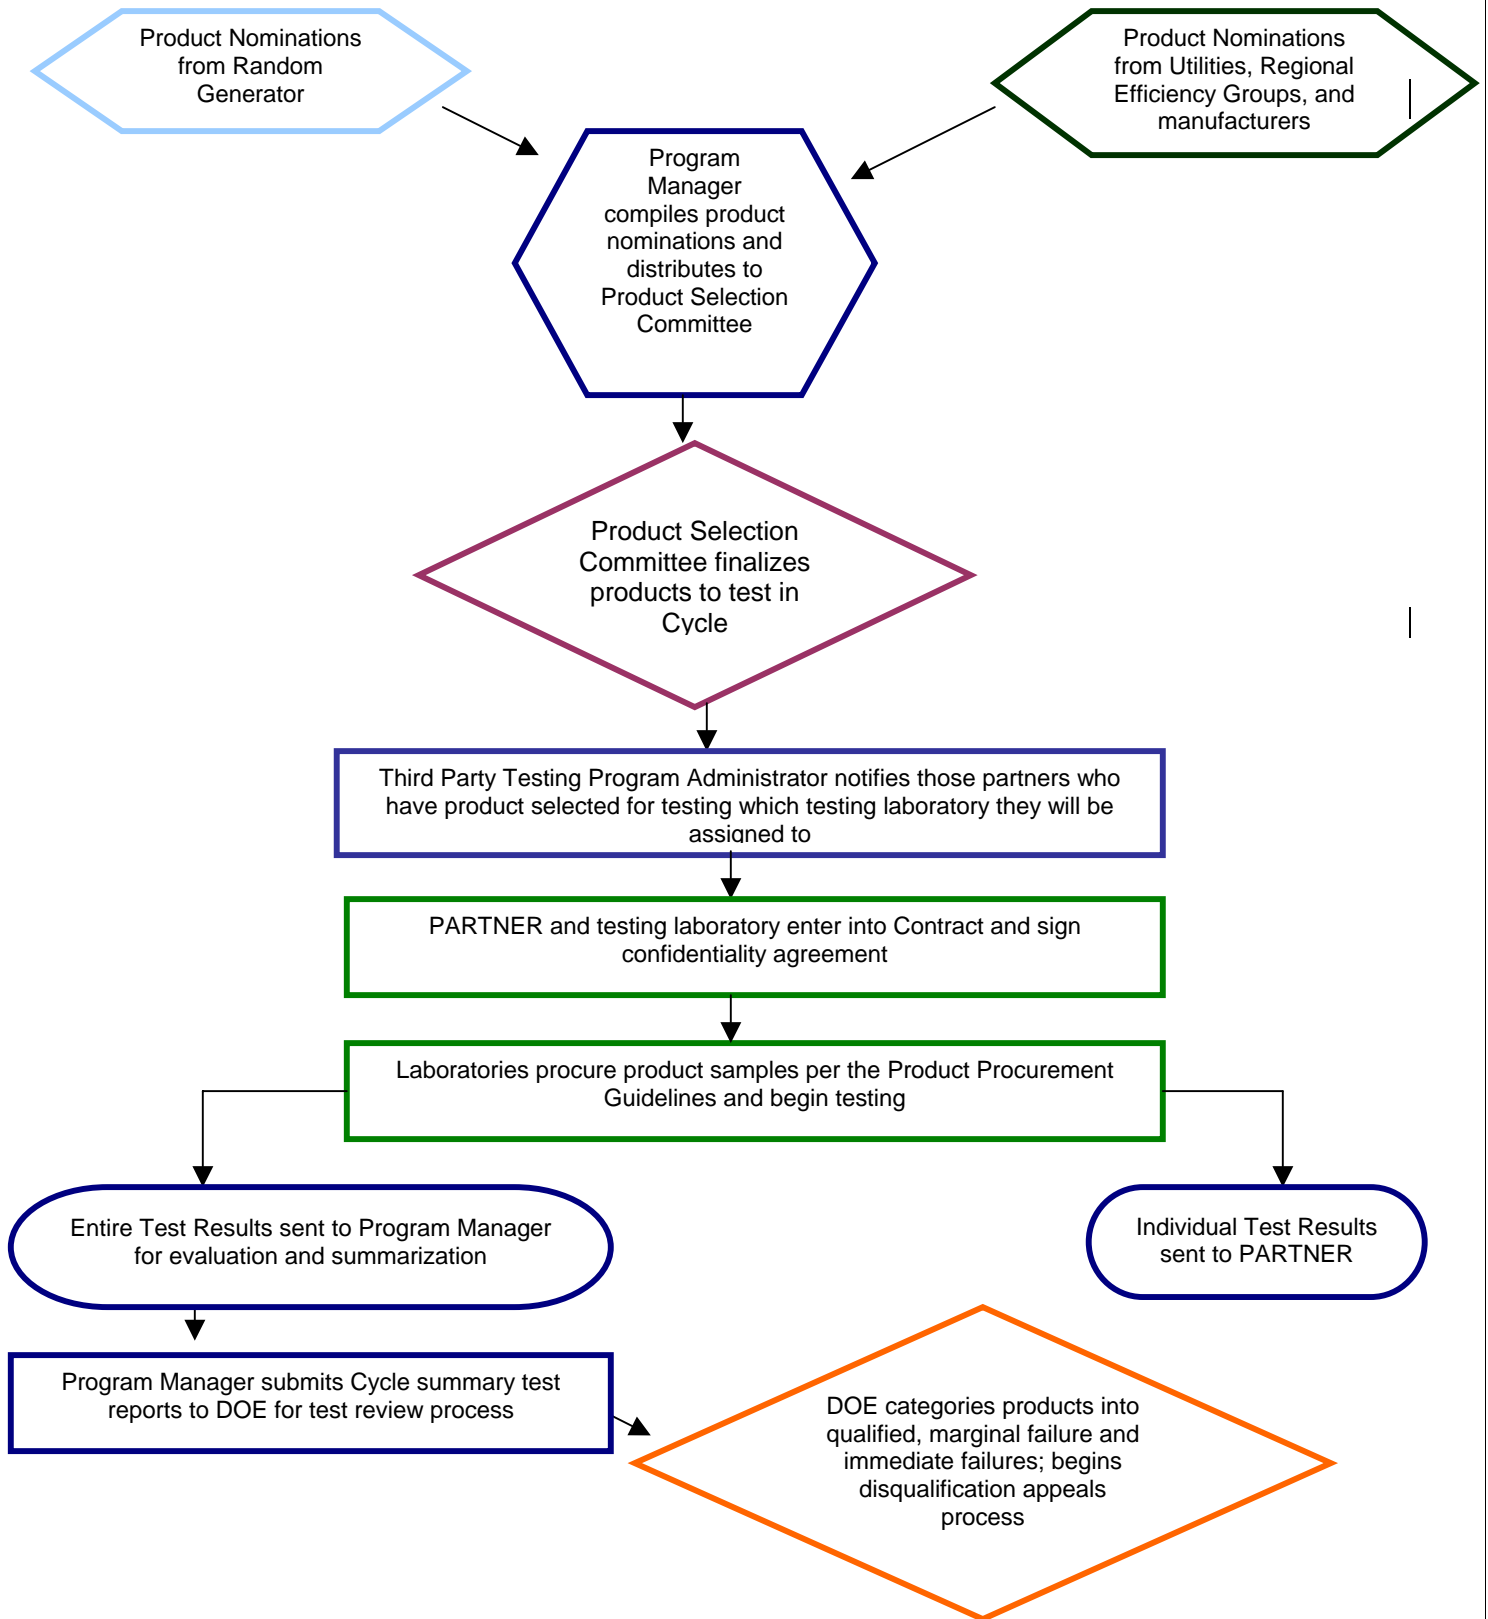 Product Nominations
from Random
Generator
Product Nominations
from Utilities, Regional
Efficiency Groups, and
manufacturers
Program
Manager
compiles product
nominations and
distributes to
Product Selection
Committee
Product Selection
Committee finalizes
products to test in
Cycle
Third Party Testing Program Administrator notifies those partners who
have product selected for testing which testing laboratory they will be
assigned to
PARTNER and testing laboratory enter into Contract and sign
confidentiality agreement
Laboratories procure product samples per the Product Procurement
Guidelines and begin testing
Entire Test Results sent to Program Manager
for evaluation and summarization
Individual Test Results
sent to PARTNER
Program Manager submits Cycle summary test
reports to DOE for test review process
DOE categories products into
qualified, marginal failure and
immediate failures; begins
disqualification appeals
process